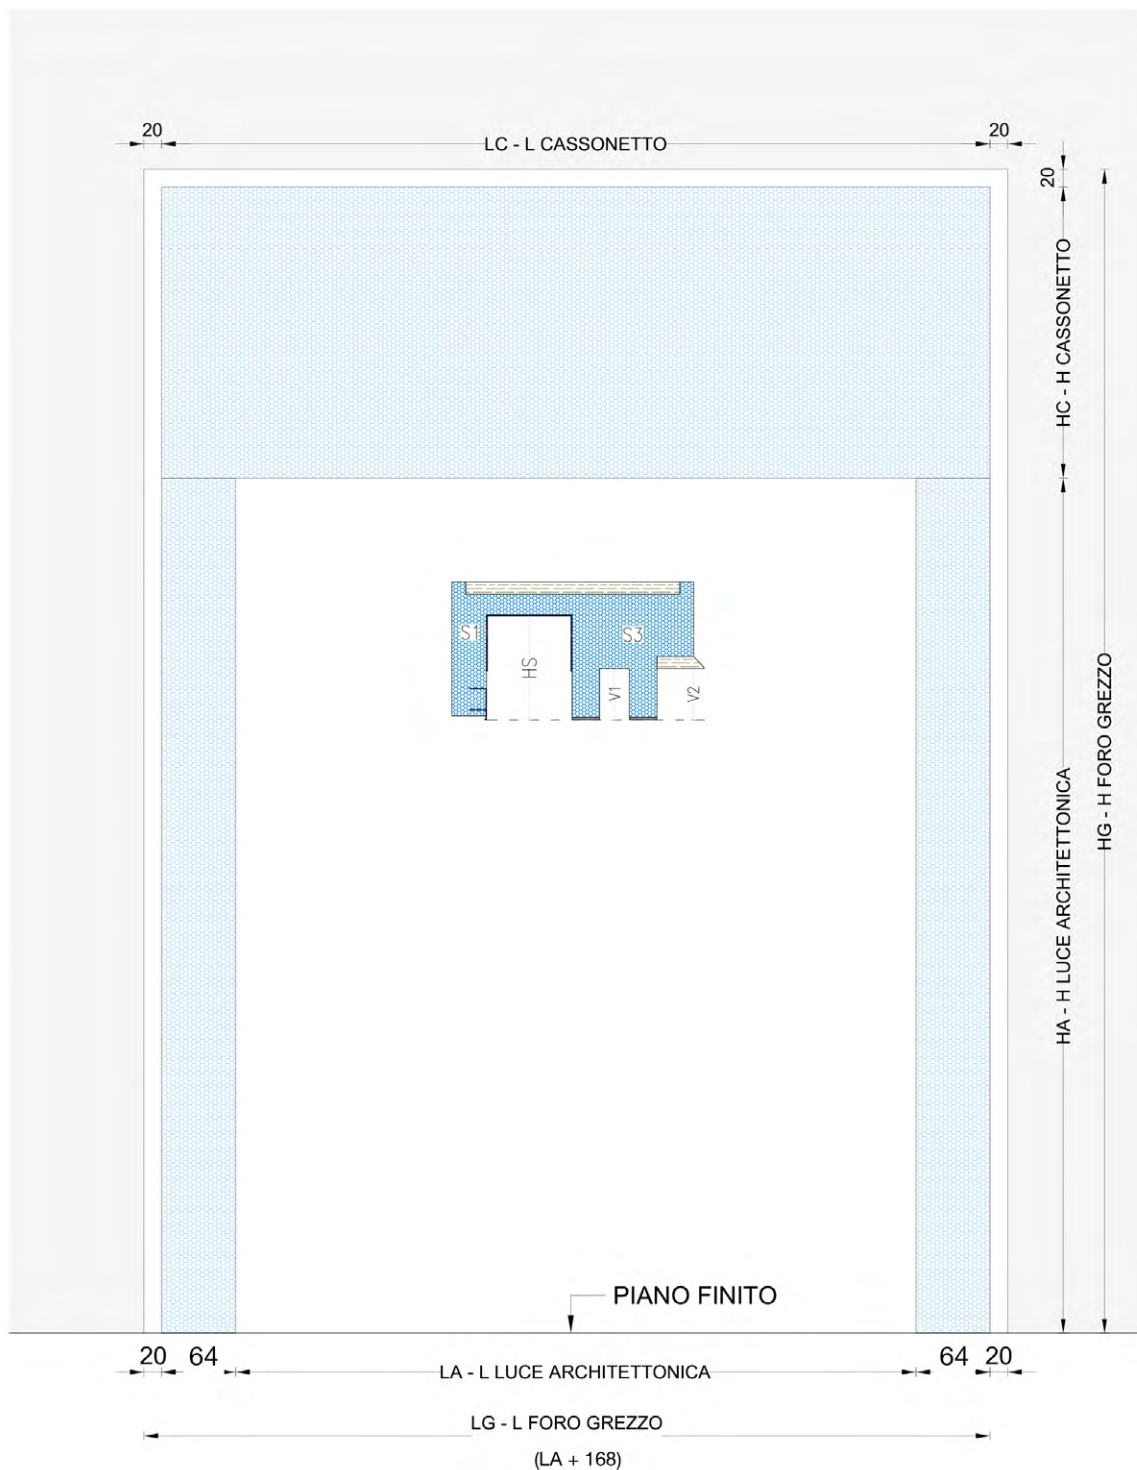 20
20
LC - L CASSONETTO
20
HC - H CASSONETTO
S1
S3
HS
V1
V2
HG - H FORO GREZZO
HA - H LUCE ARCHITETTONICA
PIANO FINITO
20 64
64 20
LA - L LUCE ARCHITETTONICA
LG - L FORO GREZZO
(LA + 168)